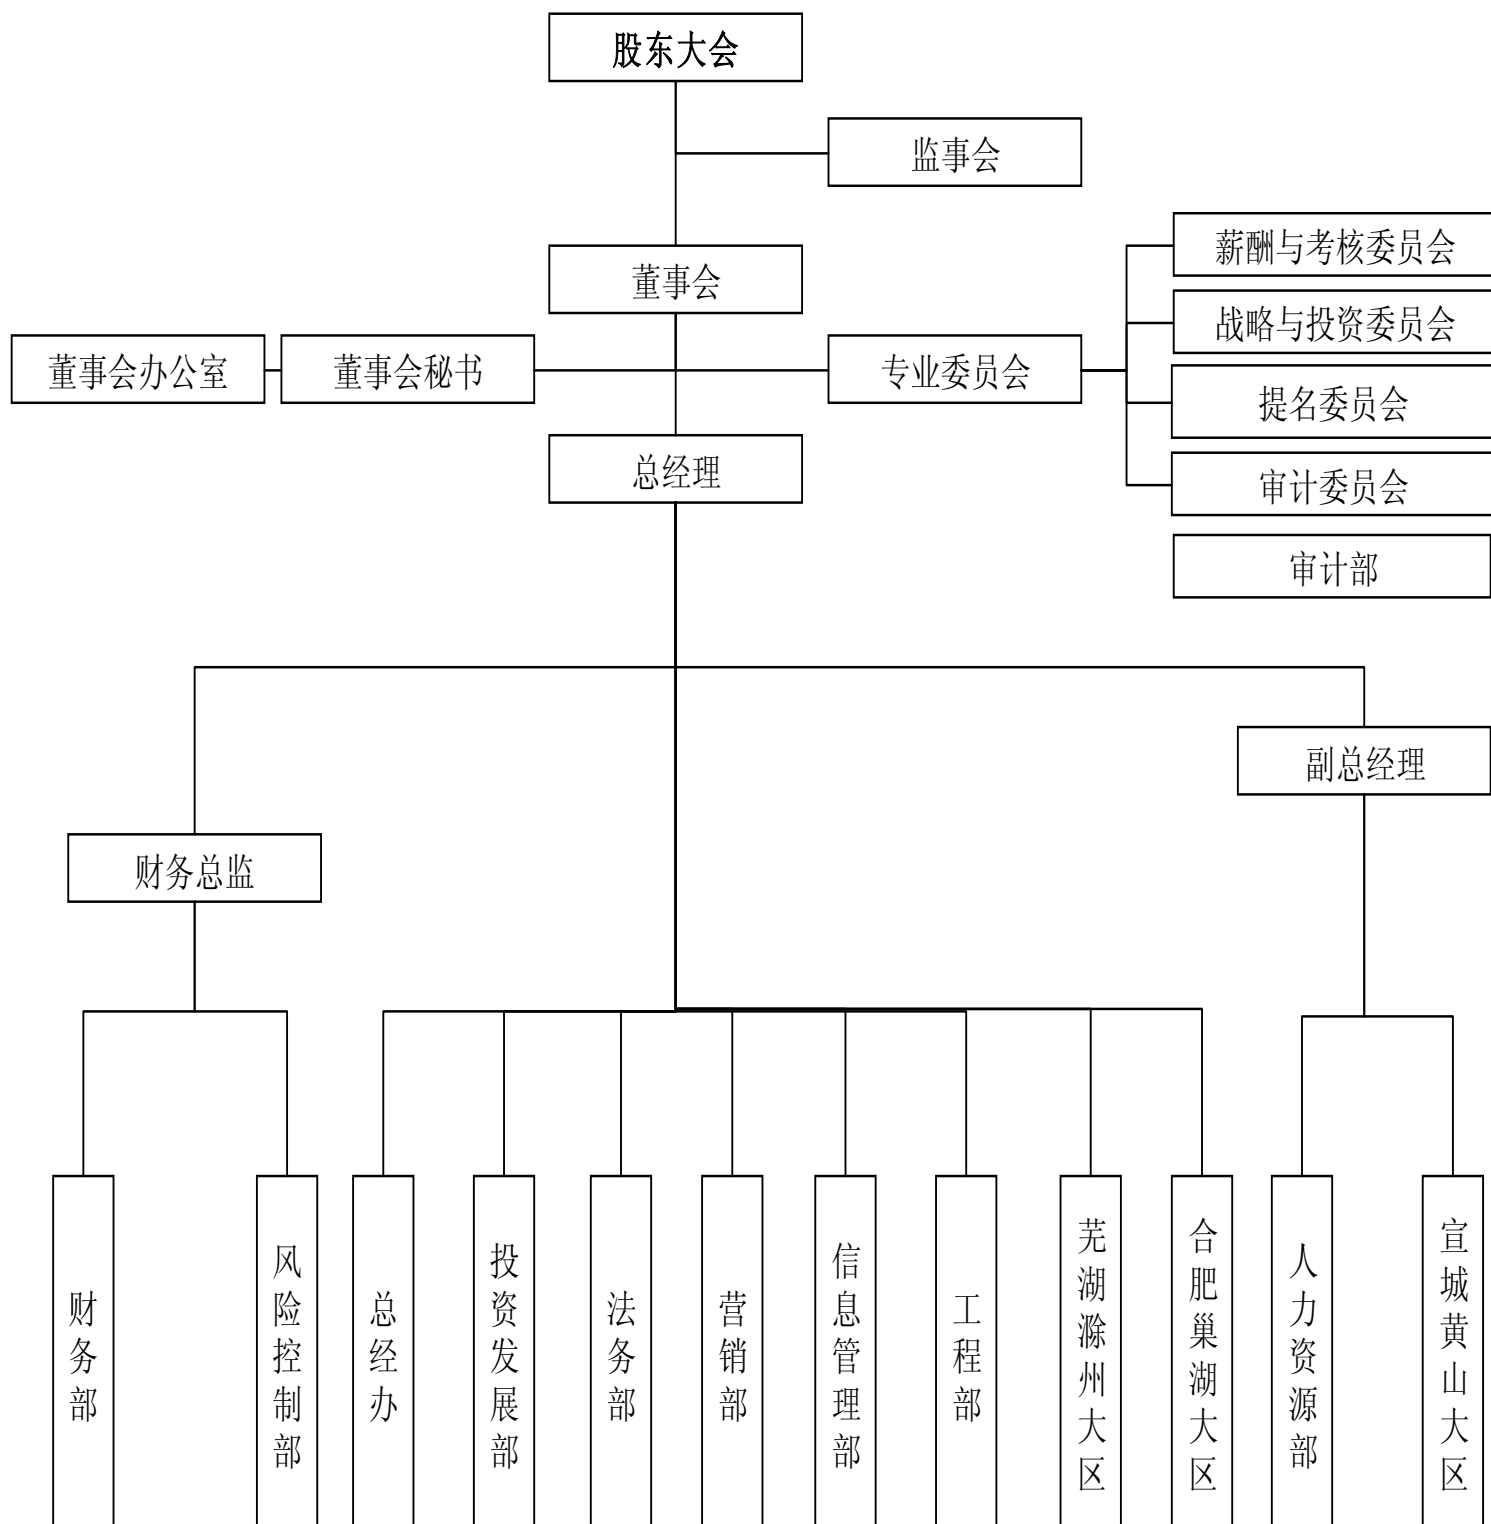 股东大会
监事会
董事会
薪酬与考核委员会
战略与投资委员会
董事会办公室
董事会秘书
专业委员会
提名委员会
总经理
审计委员会
审计部
副总经理
财务总监
财务部
风险控制部
总经办
投资发展部
法务部
营销部
信息管理部
工程部
芜湖滁州大区
合肥巢湖大区
人力资源部
宣城黄山大区